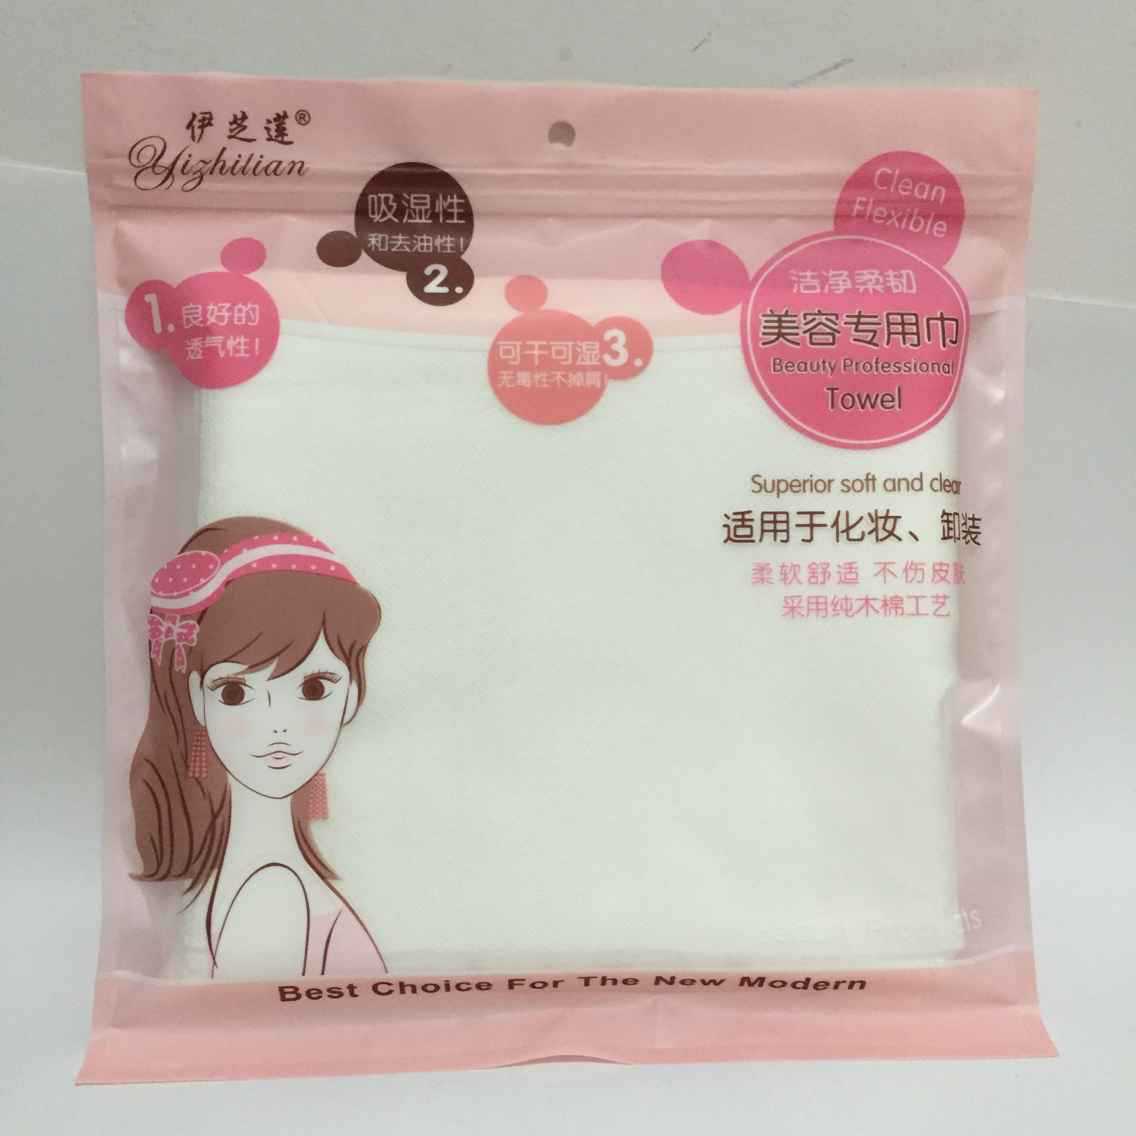 伊芝莲®
Yizhilian
吸湿性
和去油性!
2.
1.
良好的
透气性!
可干可湿
无毒性不掉屑!
3.
Clean
Flexible
洁净柔韧
美容专用巾
Beauty Professional
Towel
Superior soft and clean
适用于化妆、卸装
柔软舒适 不伤皮肤
采用纯木棉工艺
Best Choice For The New Modern